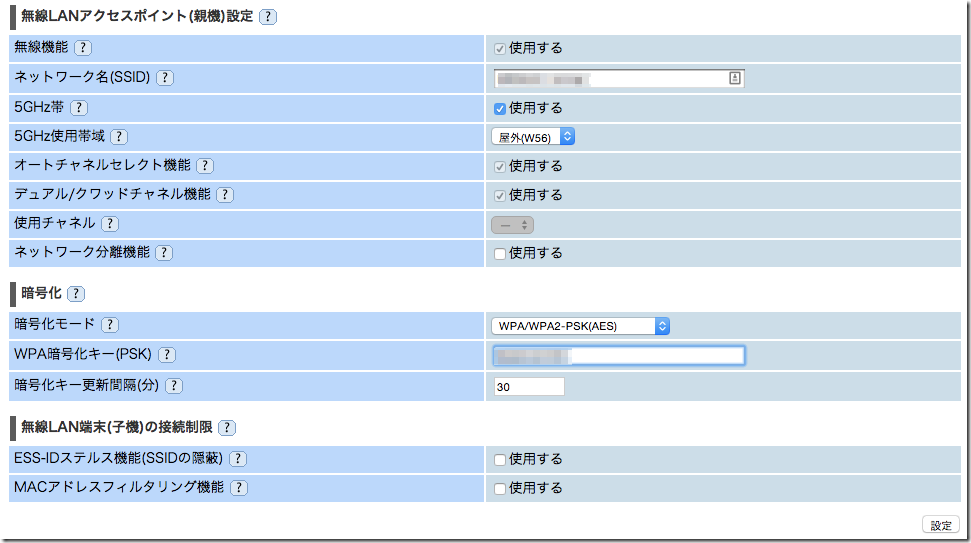 無線LANアクセスポイント(親機)設定 ?
無線機能 ? 使用する
ネットワーク名(SSID) ?
5GHz帯 ? 使用する
5GHz使用帯域 ? 屋外(W56)
オートチャネルセレクト機能 ? 使用する
デュアル/クワッドチャネル機能 ? 使用する
使用チャネル ? —
ネットワーク分離機能 ? 使用する
暗号化 ?
暗号化モード ? WPA/WPA2-PSK(AES)
WPA暗号化キー(PSK) ?
暗号化キー更新間隔(分) ? 30
無線LAN端末(子機)の接続制限 ?
ESS-IDステルス機能(SSIDの隠蔽) ? 使用する
MACアドレスフィルタリング機能 ? 使用する
設定